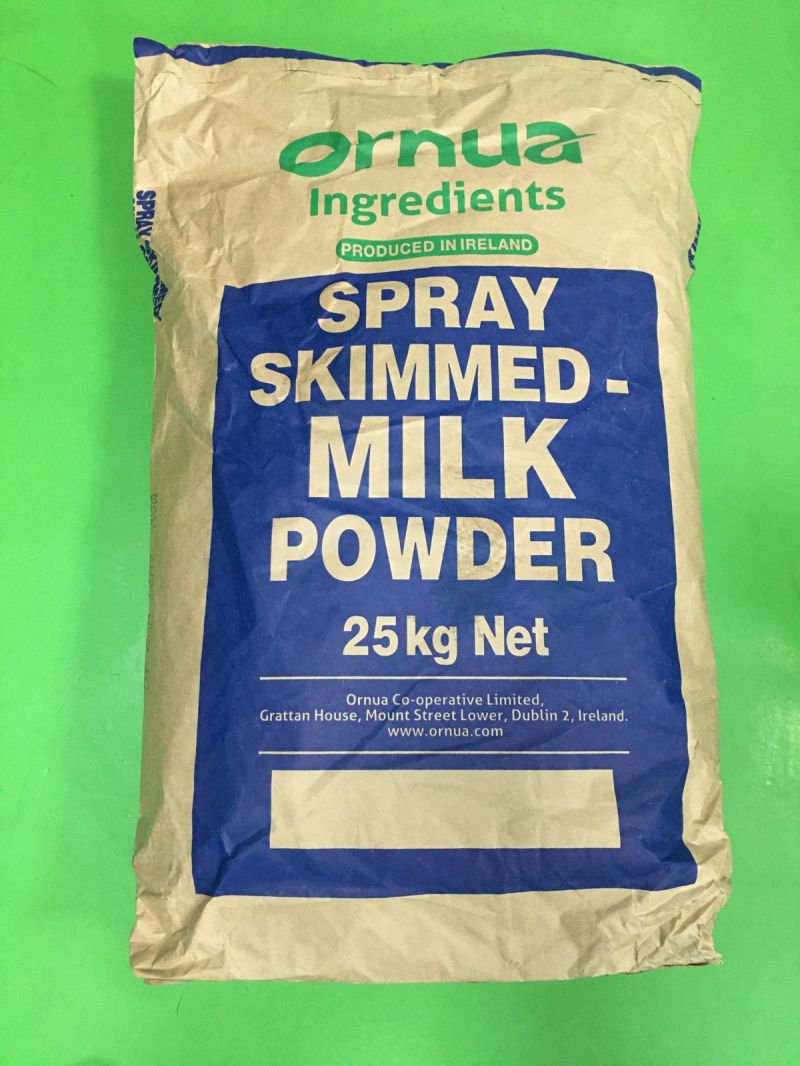 ornua
Ingredients
PRODUCED IN IRELAND
SPRAY
SKIMMED-
MILK
POWDER
25kg Net
Ornua Co-operative Limited,
Grattan House, Mount Street Lower, Dublin 2, Ireland.
www.ornua.com
SPRAY